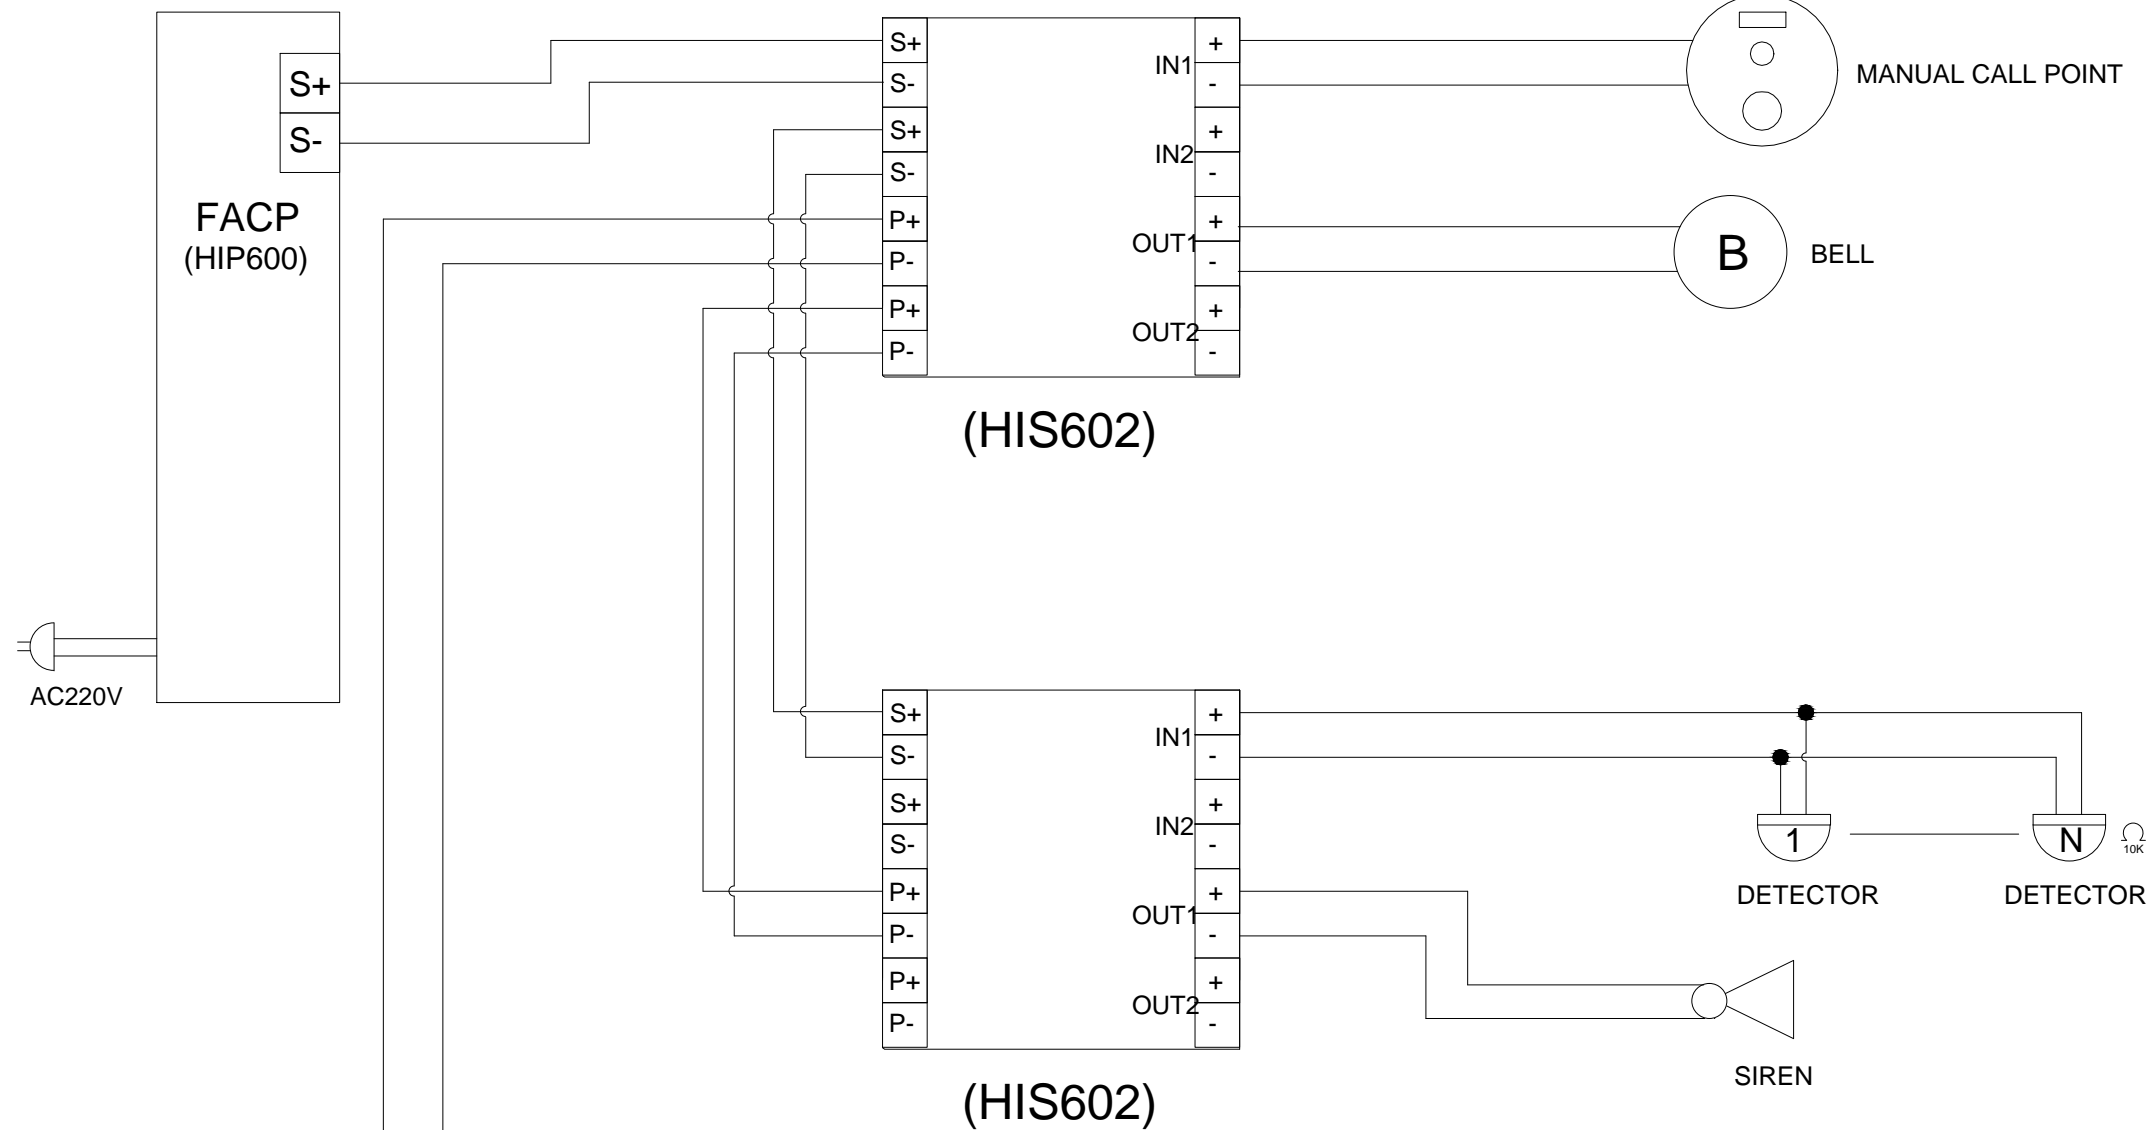 S+
S-
FACP
(HIP600)
AC220V
S+
S-
S+
S-
P+
P-
P+
P-
IN1
IN2
OUT1
OUT2
+
-
+
-
+
-
+
-
(HIS602)
MANUAL CALL POINT
B
BELL
S+
S-
S+
S-
P+
P-
P+
P-
IN1
IN2
OUT1
OUT2
+
-
+
-
+
-
+
-
(HIS602)
1
DETECTOR
N
DETECTOR
Ω
10K
SIREN